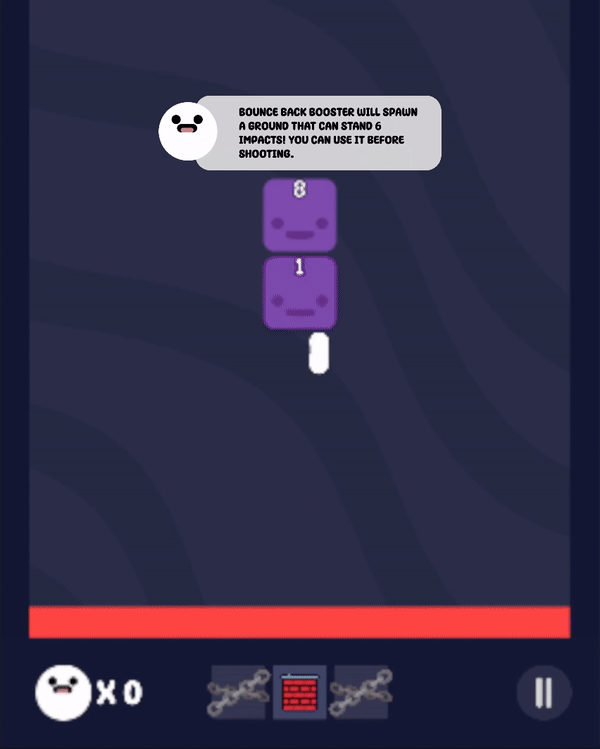 BOUNCE BACK BOOSTER WILL SPAWN
A GROUND THAT CAN STAND 6
IMPACTS! YOU CAN USE IT BEFORE
SHOOTING.
8
1
X 0